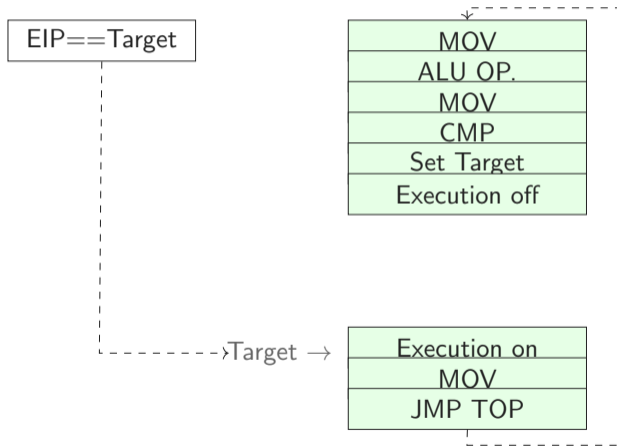 EIP==Target
MOV
ALU OP.
MOV
CMP
Set Target
Execution off
Target →
Execution on
MOV
JMP TOP